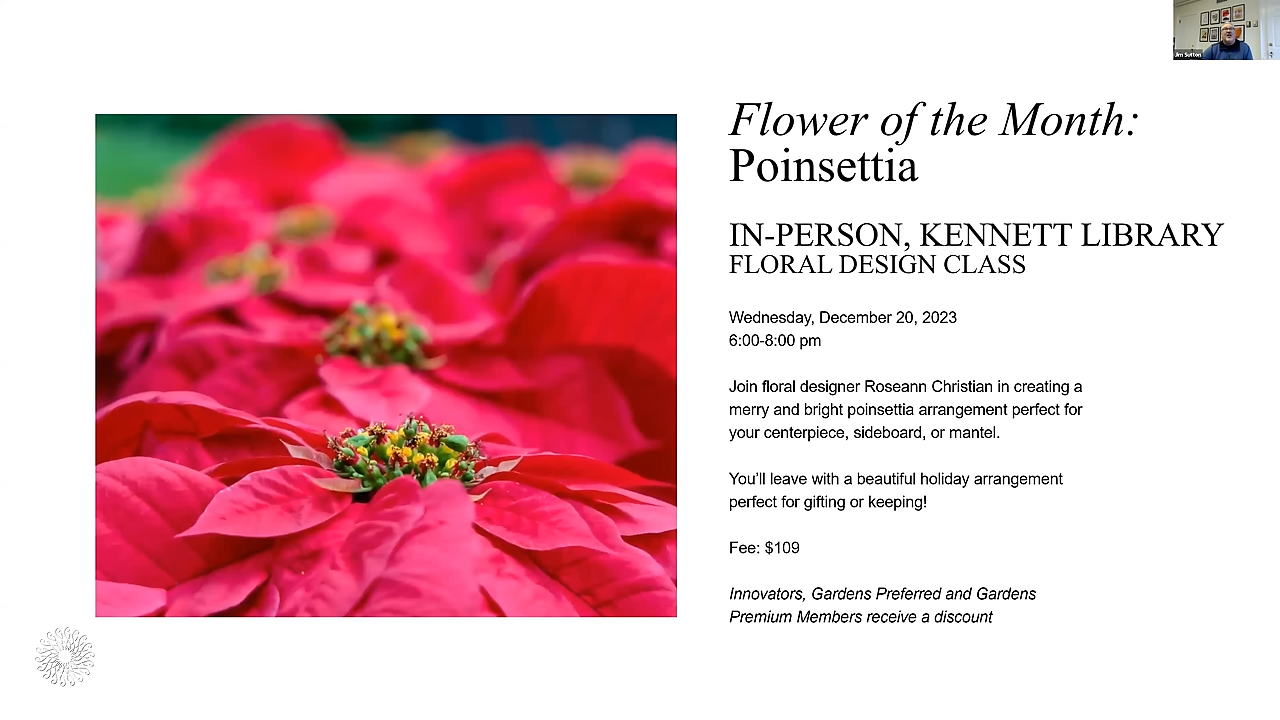 Jim Sutton
Flower of the Month:
Poinsettia
IN-PERSON, KENNETT LIBRARY
FLORAL DESIGN CLASS
Wednesday, December 20, 2023
6:00-8:00 pm
Join floral designer Roseann Christian in creating a
merry and bright poinsettia arrangement perfect for
your centerpiece, sideboard, or mantel.
You’ll leave with a beautiful holiday arrangement
perfect for gifting or keeping!
Fee: $109
Innovators, Gardens Preferred and Gardens
Premium Members receive a discount